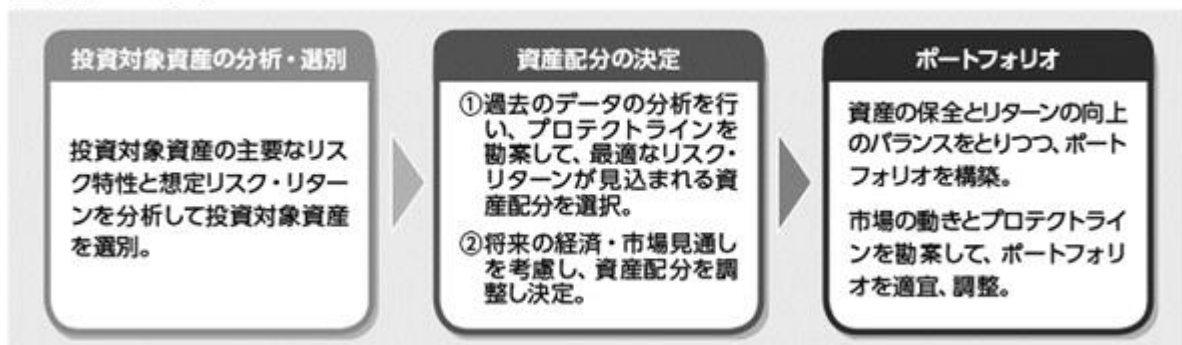 投資対象資産の分析・選別
投資対象資産の主要なリス
ク特性と想定リスク・リター
ンを分析して投資対象資産
を選別。
資産配分の決定
①過去のデータの分析を行
い、プロテクトラインを
勘案して、最適なリスク・
リターンが見込まれる資
産配分を選択。
②将来の経済・市場見通し
を考慮し、資産配分を調
整し決定。
ポートフォリオ
資産の保全とリターンの向上
のバランスをとりつつ、ポート
フォリオを構築。
市場の動きとプロテクトライ
ンを勘案して、ポートフォリ
オを適宜、調整。